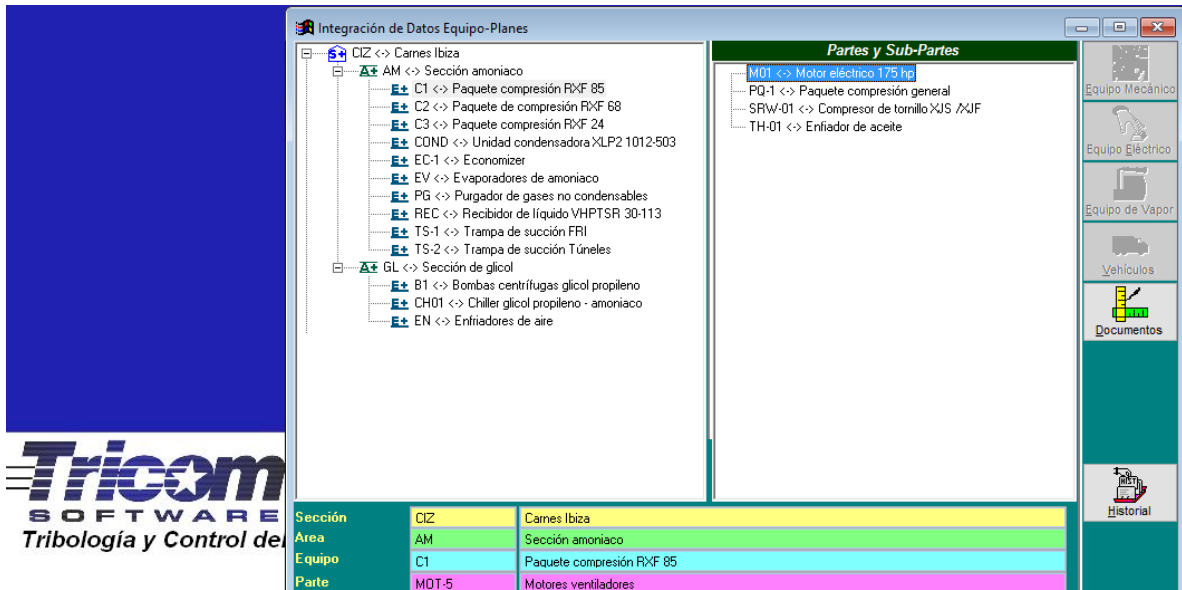 Integración de Datos Equipo-Planes
S+ CIZ <-> Carnes Ibiza
A+ AM <-> Sección amoniaco
E+ C1 <-> Paquete compresión RXF 85
E+ C2 <-> Paquete de compresión RXF 68
E+ C3 <-> Paquete compresión RXF 24
E+ COND <-> Unidad condensadora XLP2 1012-503
E+ EC-1 <-> Economizer
E+ EV <-> Evaporadores de amoniaco
E+ PG <-> Purgador de gases no condensables
E+ REC <-> Recibidor de líquido VHPTSR 30-113
E+ TS-1 <-> Trampa de succión FRI
E+ TS-2 <-> Trampa de succión Túneles
A+ GL <-> Sección de glicol
E+ B1 <-> Bombas centrífugas glicol propileno
E+ CH01 <-> Chiller glicol propileno - amoniaco
E+ EN <-> Enfriadores de aire
Partes y Sub-Partes
M01 <-> Motor eléctrico 175 hp
PQ-1 <-> Paquete compresión general
SRW-01 <-> Compresor de tornillo XJS /XJF
TH-01 <-> Enfiador de aceite
Equipo Mecánico
Equipo Eléctrico
Equipo de Vapor
Vehículos
Documentos
HIST
Historial
Tricom
SOFTWARE
Tribología y Control del
Sección CIZ Carnes Ibiza
Area AM Sección amoniaco
Equipo C1 Paquete compresión RXF 85
Parte MOT-5 Motores ventiladores